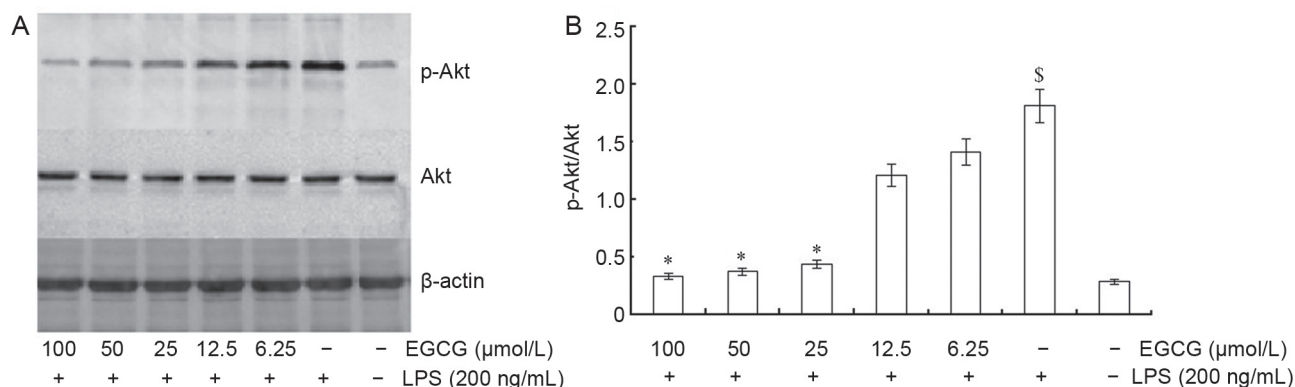 A
p-Akt
Akt
β-actin
100 50 25 12.5 6.25 – – EGCG (μmol/L)
+ + + + + + – LPS (200 ng/mL)
B
p-Akt/Akt
2.5
2.0
1.5
1.0
0.5
0
* * * $
100 50 25 12.5 6.25 – – EGCG (μmol/L)
+ + + + + + – LPS (200 ng/mL)